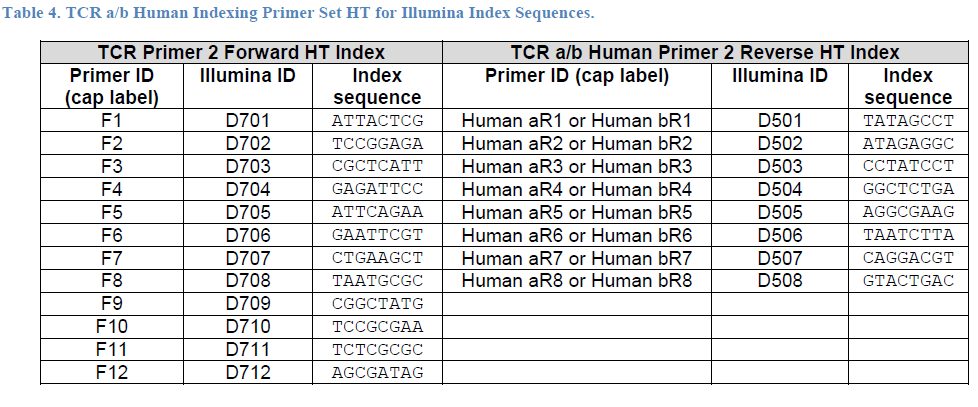 Table 4. TCR a/b Human Indexing Primer Set HT for Illumina Index Sequences.
TCR Primer 2 Forward HT Index TCR a/b Human Primer 2 Reverse HT Index
Primer ID (cap label) Illumina ID Index sequence Primer ID (cap label) Illumina ID Index sequence
F1 D701 ATTACTCG Human aR1 or Human bR1 D501 TATAGCCT
F2 D702 TCCGGAGA Human aR2 or Human bR2 D502 ATAGAGGC
F3 D703 CGCTCATT Human aR3 or Human bR3 D503 CCTATCCT
F4 D704 GAGATTCC Human aR4 or Human bR4 D504 GGCTCTGA
F5 D705 ATTCAGAA Human aR5 or Human bR5 D505 AGGCGAAG
F6 D706 GAATTCGT Human aR6 or Human bR6 D506 TAATCTTA
F7 D707 CTGAAGCT Human aR7 or Human bR7 D507 CAGGACGT
F8 D708 TAATGCGC Human aR8 or Human bR8 D508 GTACTGAC
F9 D709 CGGCTATG
F10 D710 TCCGCGAA
F11 D711 TCTCGCGC
F12 D712 AGCGATAG